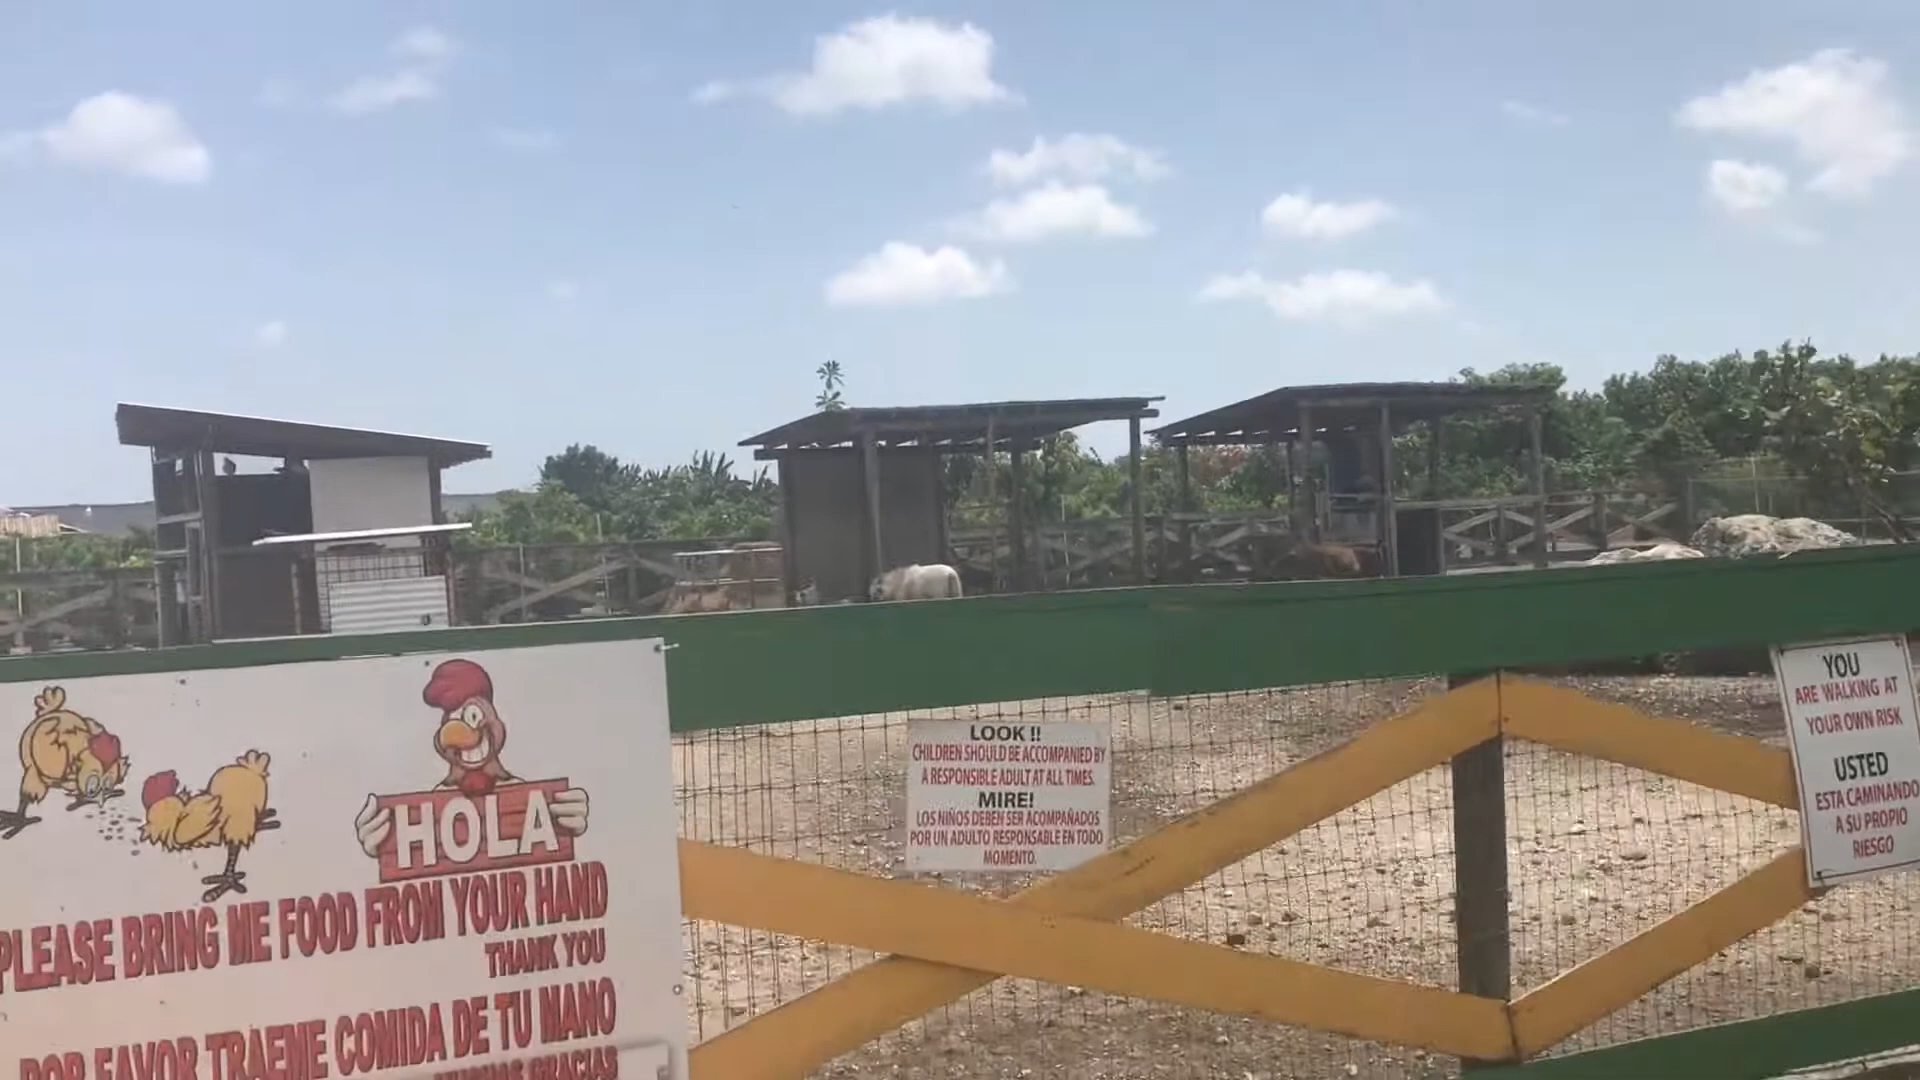 HOLA
PLEASE BRING ME FOOD FROM YOUR HAND
THANK YOU
POR FAVOR TRAEME COMIDA DE TU MANO
MUCHAS GRACIAS
LOOK !!
CHILDREN SHOULD BE ACCOMPANIED BY
A RESPONSIBLE ADULT AT ALL TIMES.
MIRE!
LOS NIÑOS DEBEN SER ACOMPAÑADOS
POR UN ADULTO RESPONSABLE EN TODO
MOMENTO.
YOU
ARE WALKING AT
YOUR OWN RISK
USTED
ESTA CAMINANDO
A SU PROPIO
RIESGO